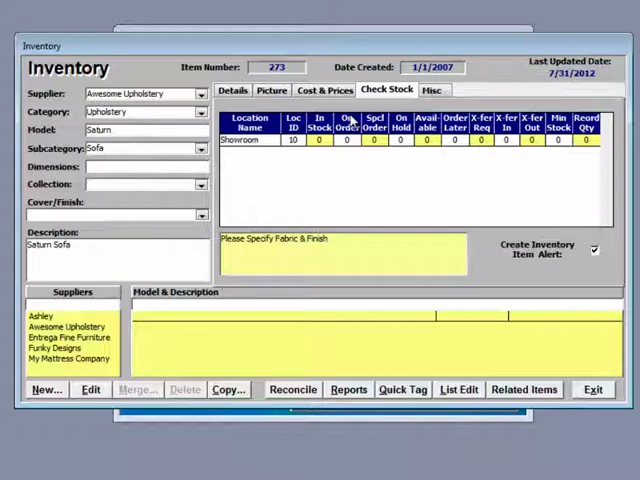 Inventory
Inventory
Item Number: 273
Date Created: 1/1/2007
Last Updated Date:
7/31/2012
Supplier: Awesome Upholstery
Category: Upholstery
Model: Saturn
Subcategory: Sofa
Dimensions:
Collection:
Cover/Finish:
Description:
Saturn Sofa
Details Picture Cost & Prices Check Stock Misc
Location Name Loc ID In Stock On Order Spcl Order On Hold Avail-able Order Later X-fer Req X-fer In X-fer Out Min Stock Reord Qty
Showroom 10 0 0 0 0 0 0 0 0 0 0 0
Please Specify Fabric & Finish
Create Inventory
Item Alert:
Suppliers
Model & Description
Ashley
Awesome Upholstery
Entrega Fine Furniture
Funky Designs
My Mattress Company
New... Edit Merge... Delete Copy... Reconcile Reports Quick Tag List Edit Related Items Exit